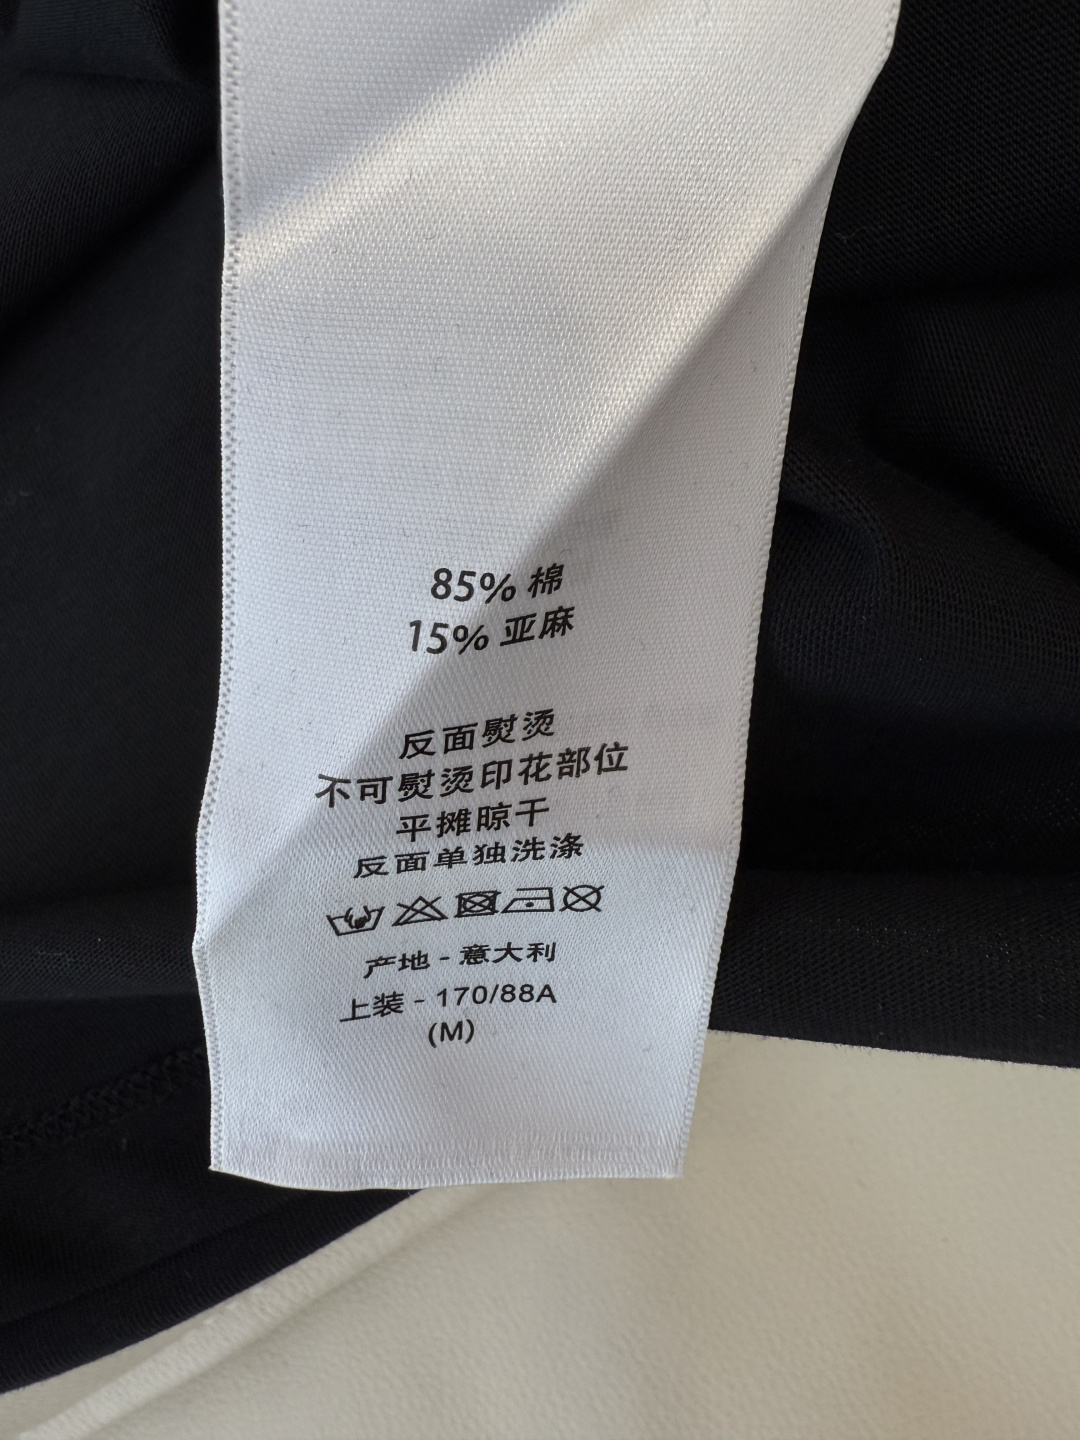 85% 棉
15% 亚麻
反面熨烫
不可熨烫印花部位
平摊晾干
反面单独洗涤
产地 - 意大利
上装 - 170/88A
(M)